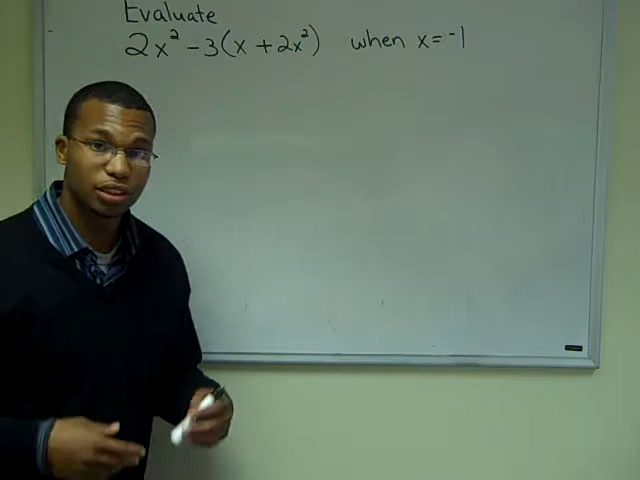 Evaluate
2x² - 3(x + 2x²) when x = -1